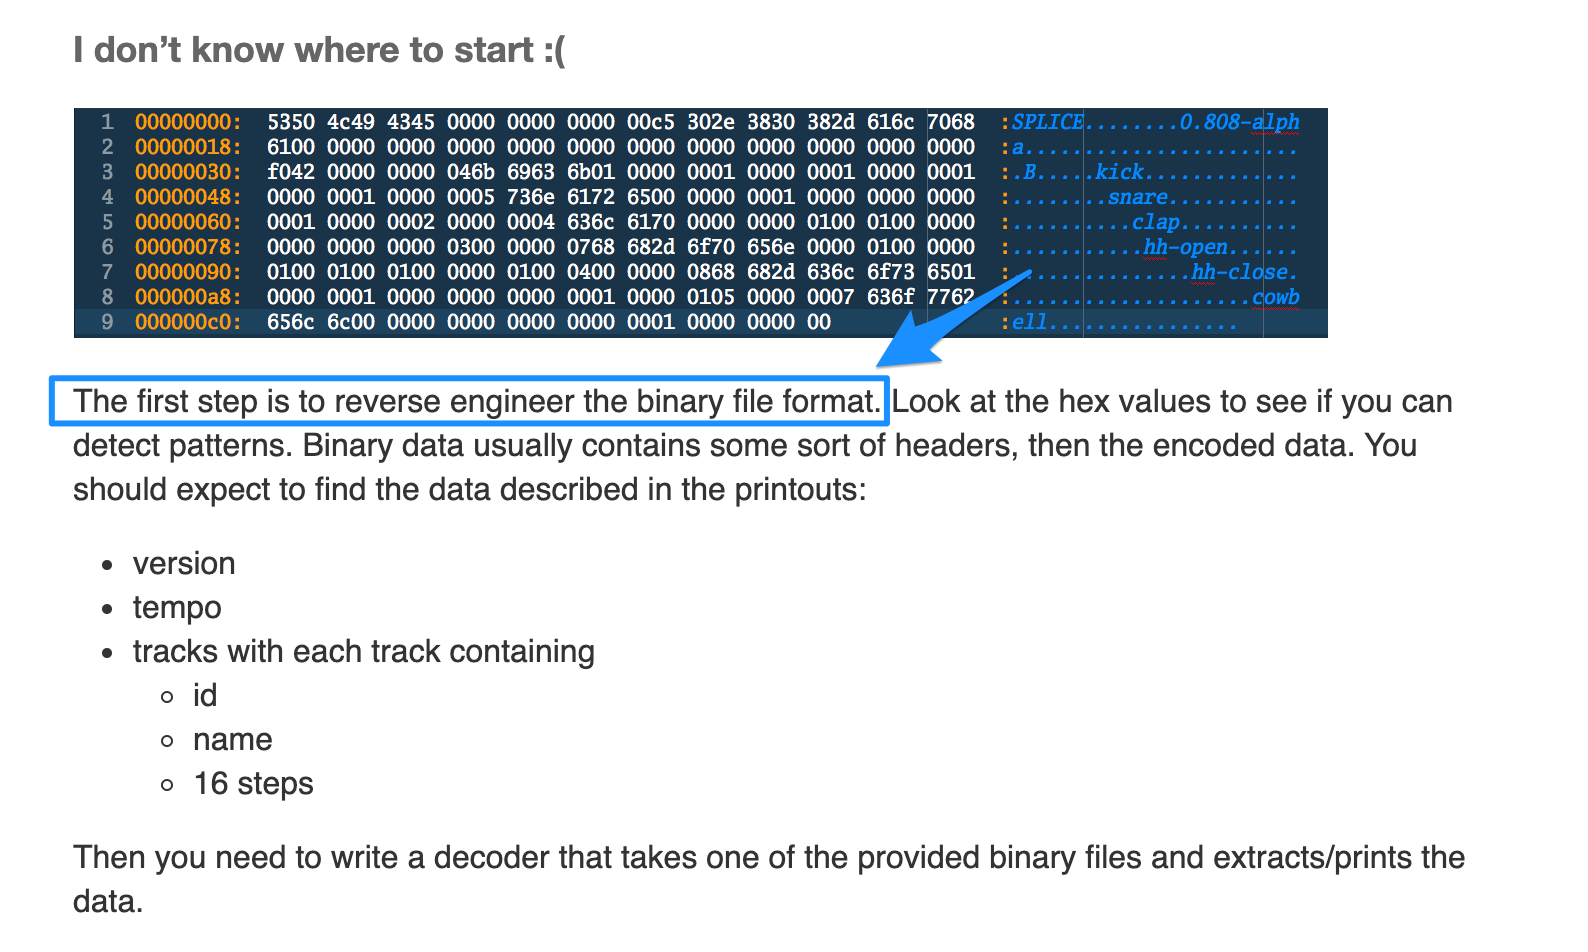 I don’t know where to start :(
1 00000000: 5350 4c49 4345 0000 0000 0000 00c5 302e 3830 382d 616c 7068 :SPLICE........0.808-alph
2 00000018: 6100 0000 0000 0000 0000 0000 0000 0000 0000 0000 0000 0000 :a.......................
3 00000030: f042 0000 0000 046b 6963 6b01 0000 0001 0000 0001 0000 0001 :.B.....kick.............
4 00000048: 0000 0001 0000 0005 736e 6172 6500 0000 0001 0000 0000 0000 :........snare...........
5 00000060: 0001 0000 0002 0000 0004 636c 6170 0000 0000 0100 0100 0000 :..........clap..........
6 00000078: 0000 0000 0000 0300 0000 0768 682d 6f70 656e 0000 0100 0000 :...........hh-open......
7 00000090: 0100 0100 0100 0000 0100 0400 0000 0868 682d 636c 6f73 6501 :...............hh-close.
8 000000a8: 0000 0001 0000 0000 0001 0000 0105 0000 0007 636f 7762 :....................cowb
9 000000c0: 656c 6c00 0000 0000 0000 0000 0001 0000 0000 00 :ell................
The first step is to reverse engineer the binary file format. Look at the hex values to see if you can
detect patterns. Binary data usually contains some sort of headers, then the encoded data. You
should expect to find the data described in the printouts:
• version
• tempo
• tracks with each track containing
◦ id
◦ name
◦ 16 steps
Then you need to write a decoder that takes one of the provided binary files and extracts/prints the
data.